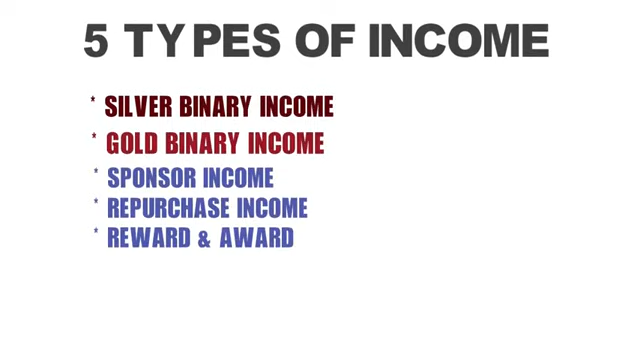 5 TYPES OF INCOME
* SILVER BINARY INCOME
* GOLD BINARY INCOME
* SPONSOR INCOME
* REPURCHASE INCOME
* REWARD & AWARD